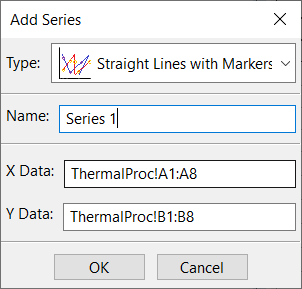 Add Series
Type: Straight Lines with Markers
Name: Series 1
X Data: ThermalProc!A1:A8
Y Data: ThermalProc!B1:B8
OK Cancel